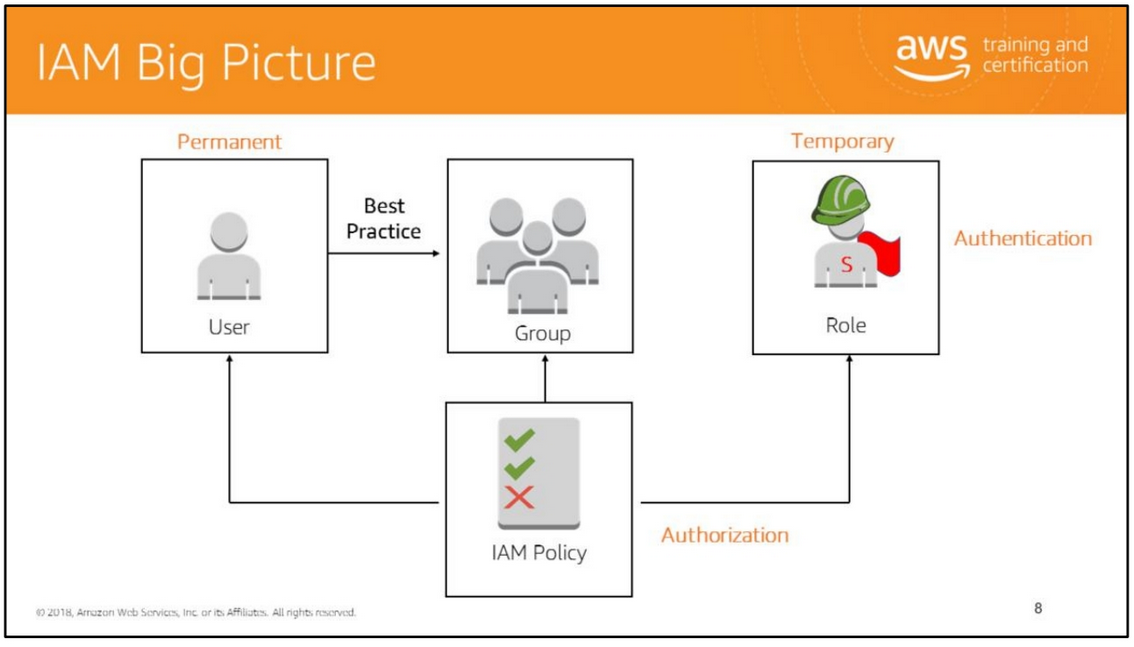 IAM Big Picture
aws training and
certification
Permanent
Temporary
Best
Practice
Authentication
S
User
Group
Role
IAM Policy
Authorization
© 2018, Amazon Web Services, Inc. or its Affiliates. All rights reserved.
8